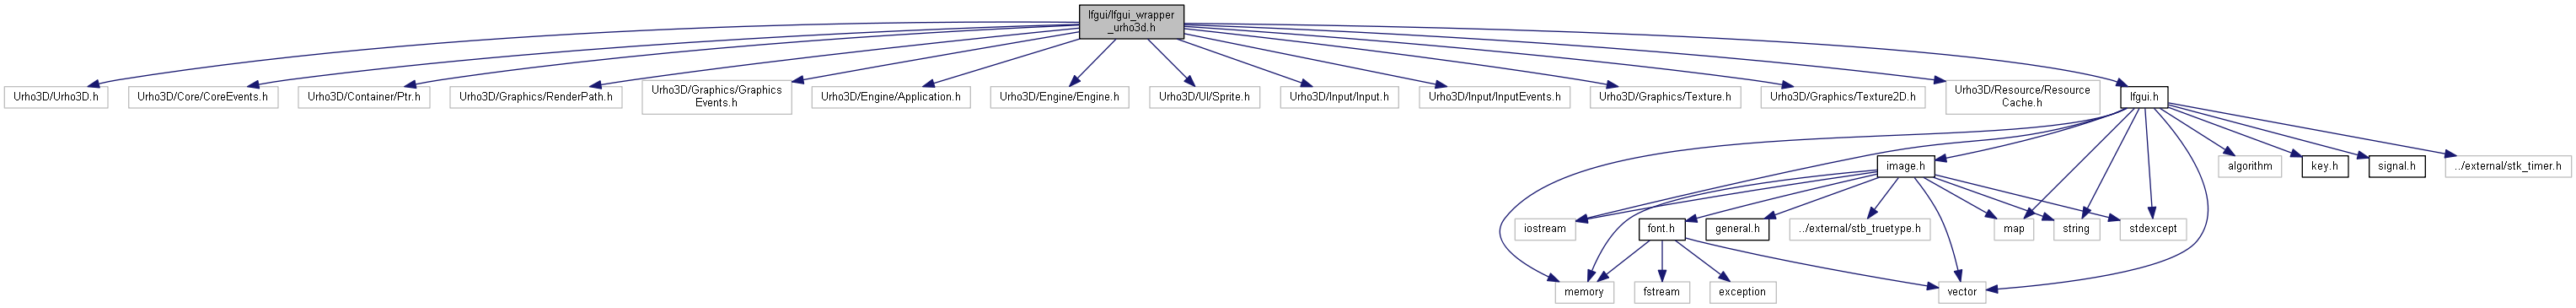 lfgui/lfgui_wrapper
_urho3d.h
Urho3D/Urho3D.h
Urho3D/Core/CoreEvents.h
Urho3D/Container/Ptr.h
Urho3D/Graphics/RenderPath.h
Urho3D/Graphics/Graphics
Events.h
Urho3D/Engine/Application.h
Urho3D/Engine/Engine.h
Urho3D/UI/Sprite.h
Urho3D/Input/Input.h
Urho3D/Input/InputEvents.h
Urho3D/Graphics/Texture.h
Urho3D/Graphics/Texture2D.h
Urho3D/Resource/Resource
Cache.h
lfgui.h
image.h
algorithm
key.h
signal.h
../external/stk_timer.h
iostream
font.h
general.h
../external/stb_truetype.h
map
string
stdexcept
memory
fstream
exception
vector